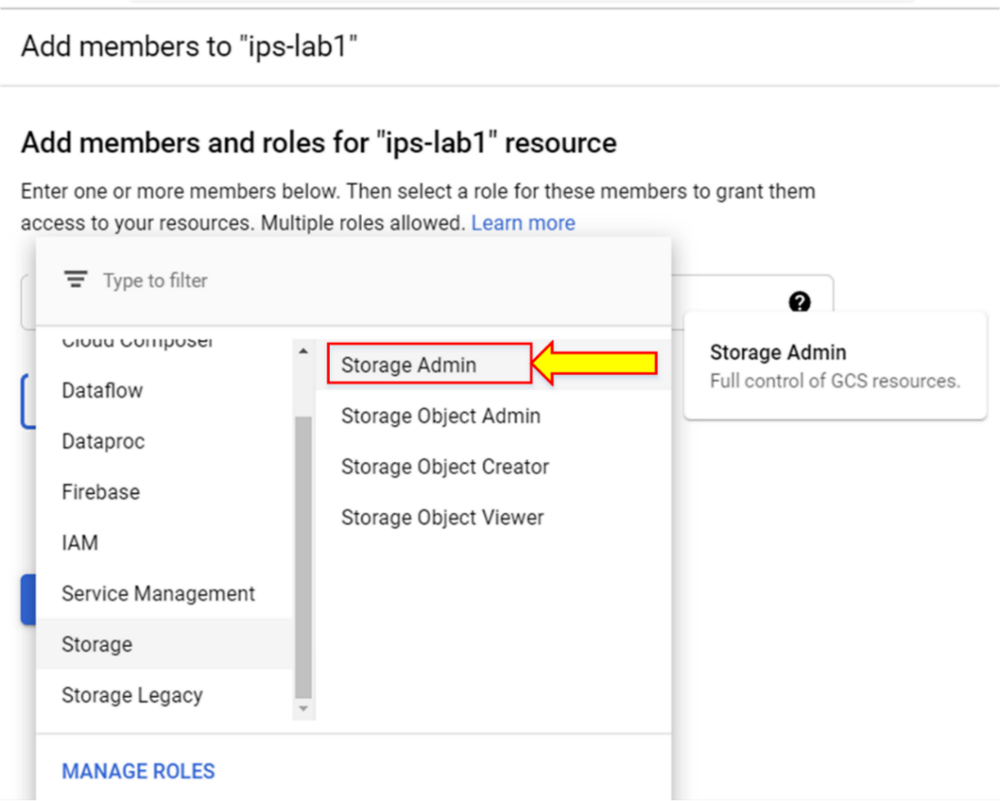 Add members to "ips-lab1"
Add members and roles for "ips-lab1" resource
Enter one or more members below. Then select a role for these members to grant them
access to your resources. Multiple roles allowed. Learn more
Type to filter
Cloud Composer
Dataflow
Dataproc
Firebase
IAM
Service Management
Storage
Storage Legacy
Storage Admin
Storage Object Admin
Storage Object Creator
Storage Object Viewer
Storage Admin
Full control of GCS resources.
MANAGE ROLES